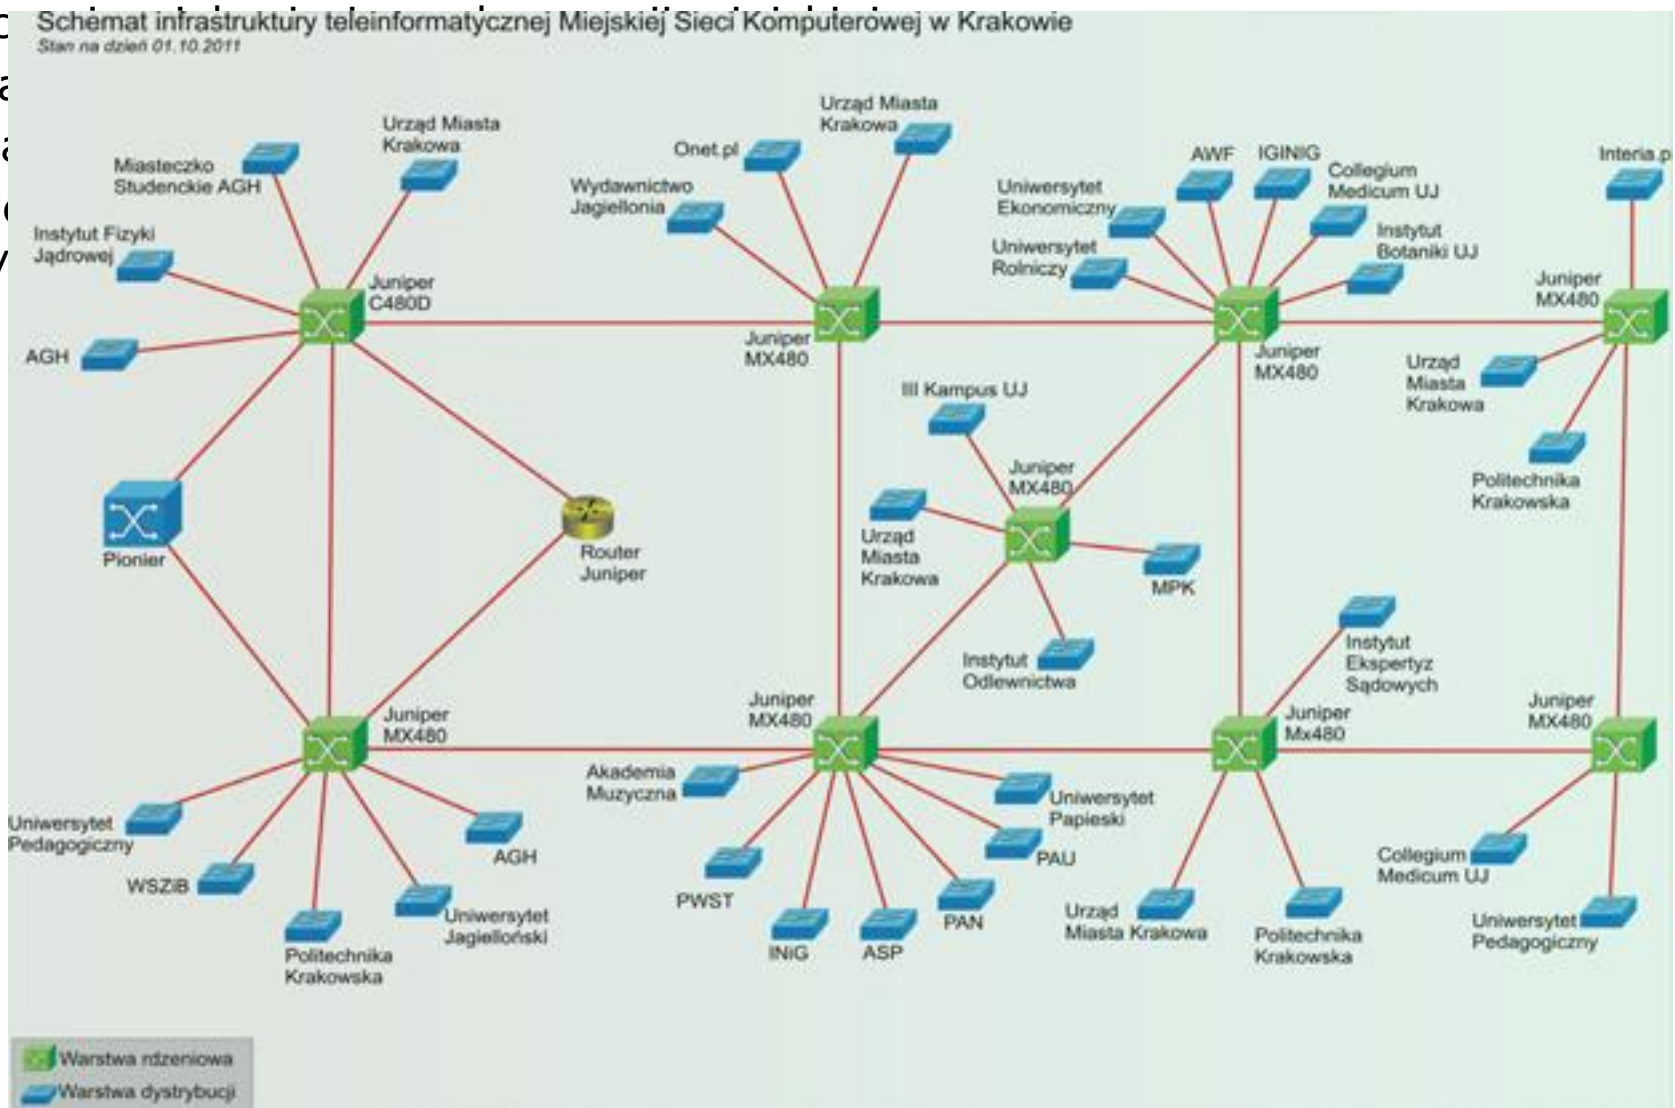 Schemat infrastruktury teleinformatycznej Miejskiej Sieci Komputerowej w Krakowie
Stan na dzień 01.10.2011
Miasteczko
Studenckie AGH
Urząd Miasta
Krakowa
Instytut Fizyki
Jądrowej
AGH
Juniper
C480D
Wydawnictwo
Jagiellonia
Onet.pl
Urząd Miasta
Krakowa
Juniper
MX480
Uniwersytet
Ekonomiczny
Uniwersytet
Rolniczy
AWF
IGINIG
Collegium
Medicum UJ
Instytut
Botaniki UJ
Juniper
MX480
Interia.p
Juniper
MX480
Urząd
Miasta
Krakowa
Politechnika
Krakowska
Pionier
Router
Juniper
III Kampus UJ
Juniper
MX480
Urząd
Miasta
Krakowa
MPK
Instytut
Odlewnictwa
Instytut
Ekspertyz
Sądowych
Juniper
MX480
Uniwersytet
Pedagogiczny
WSZiB
Politechnika
Krakowska
Uniwersytet
Jagielloński
AGH
Juniper
MX480
Akademia
Muzyczna
PWST
INiG
ASP
PAN
PAU
Uniwersytet
Papieski
Juniper
Mx480
Urząd
Miasta Krakowa
Politechnika
Krakowska
Juniper
MX480
Collegium
Medicum UJ
Uniwersytet
Pedagogiczny
Warstwa rdzeniowa
Warstwa dystrybucji